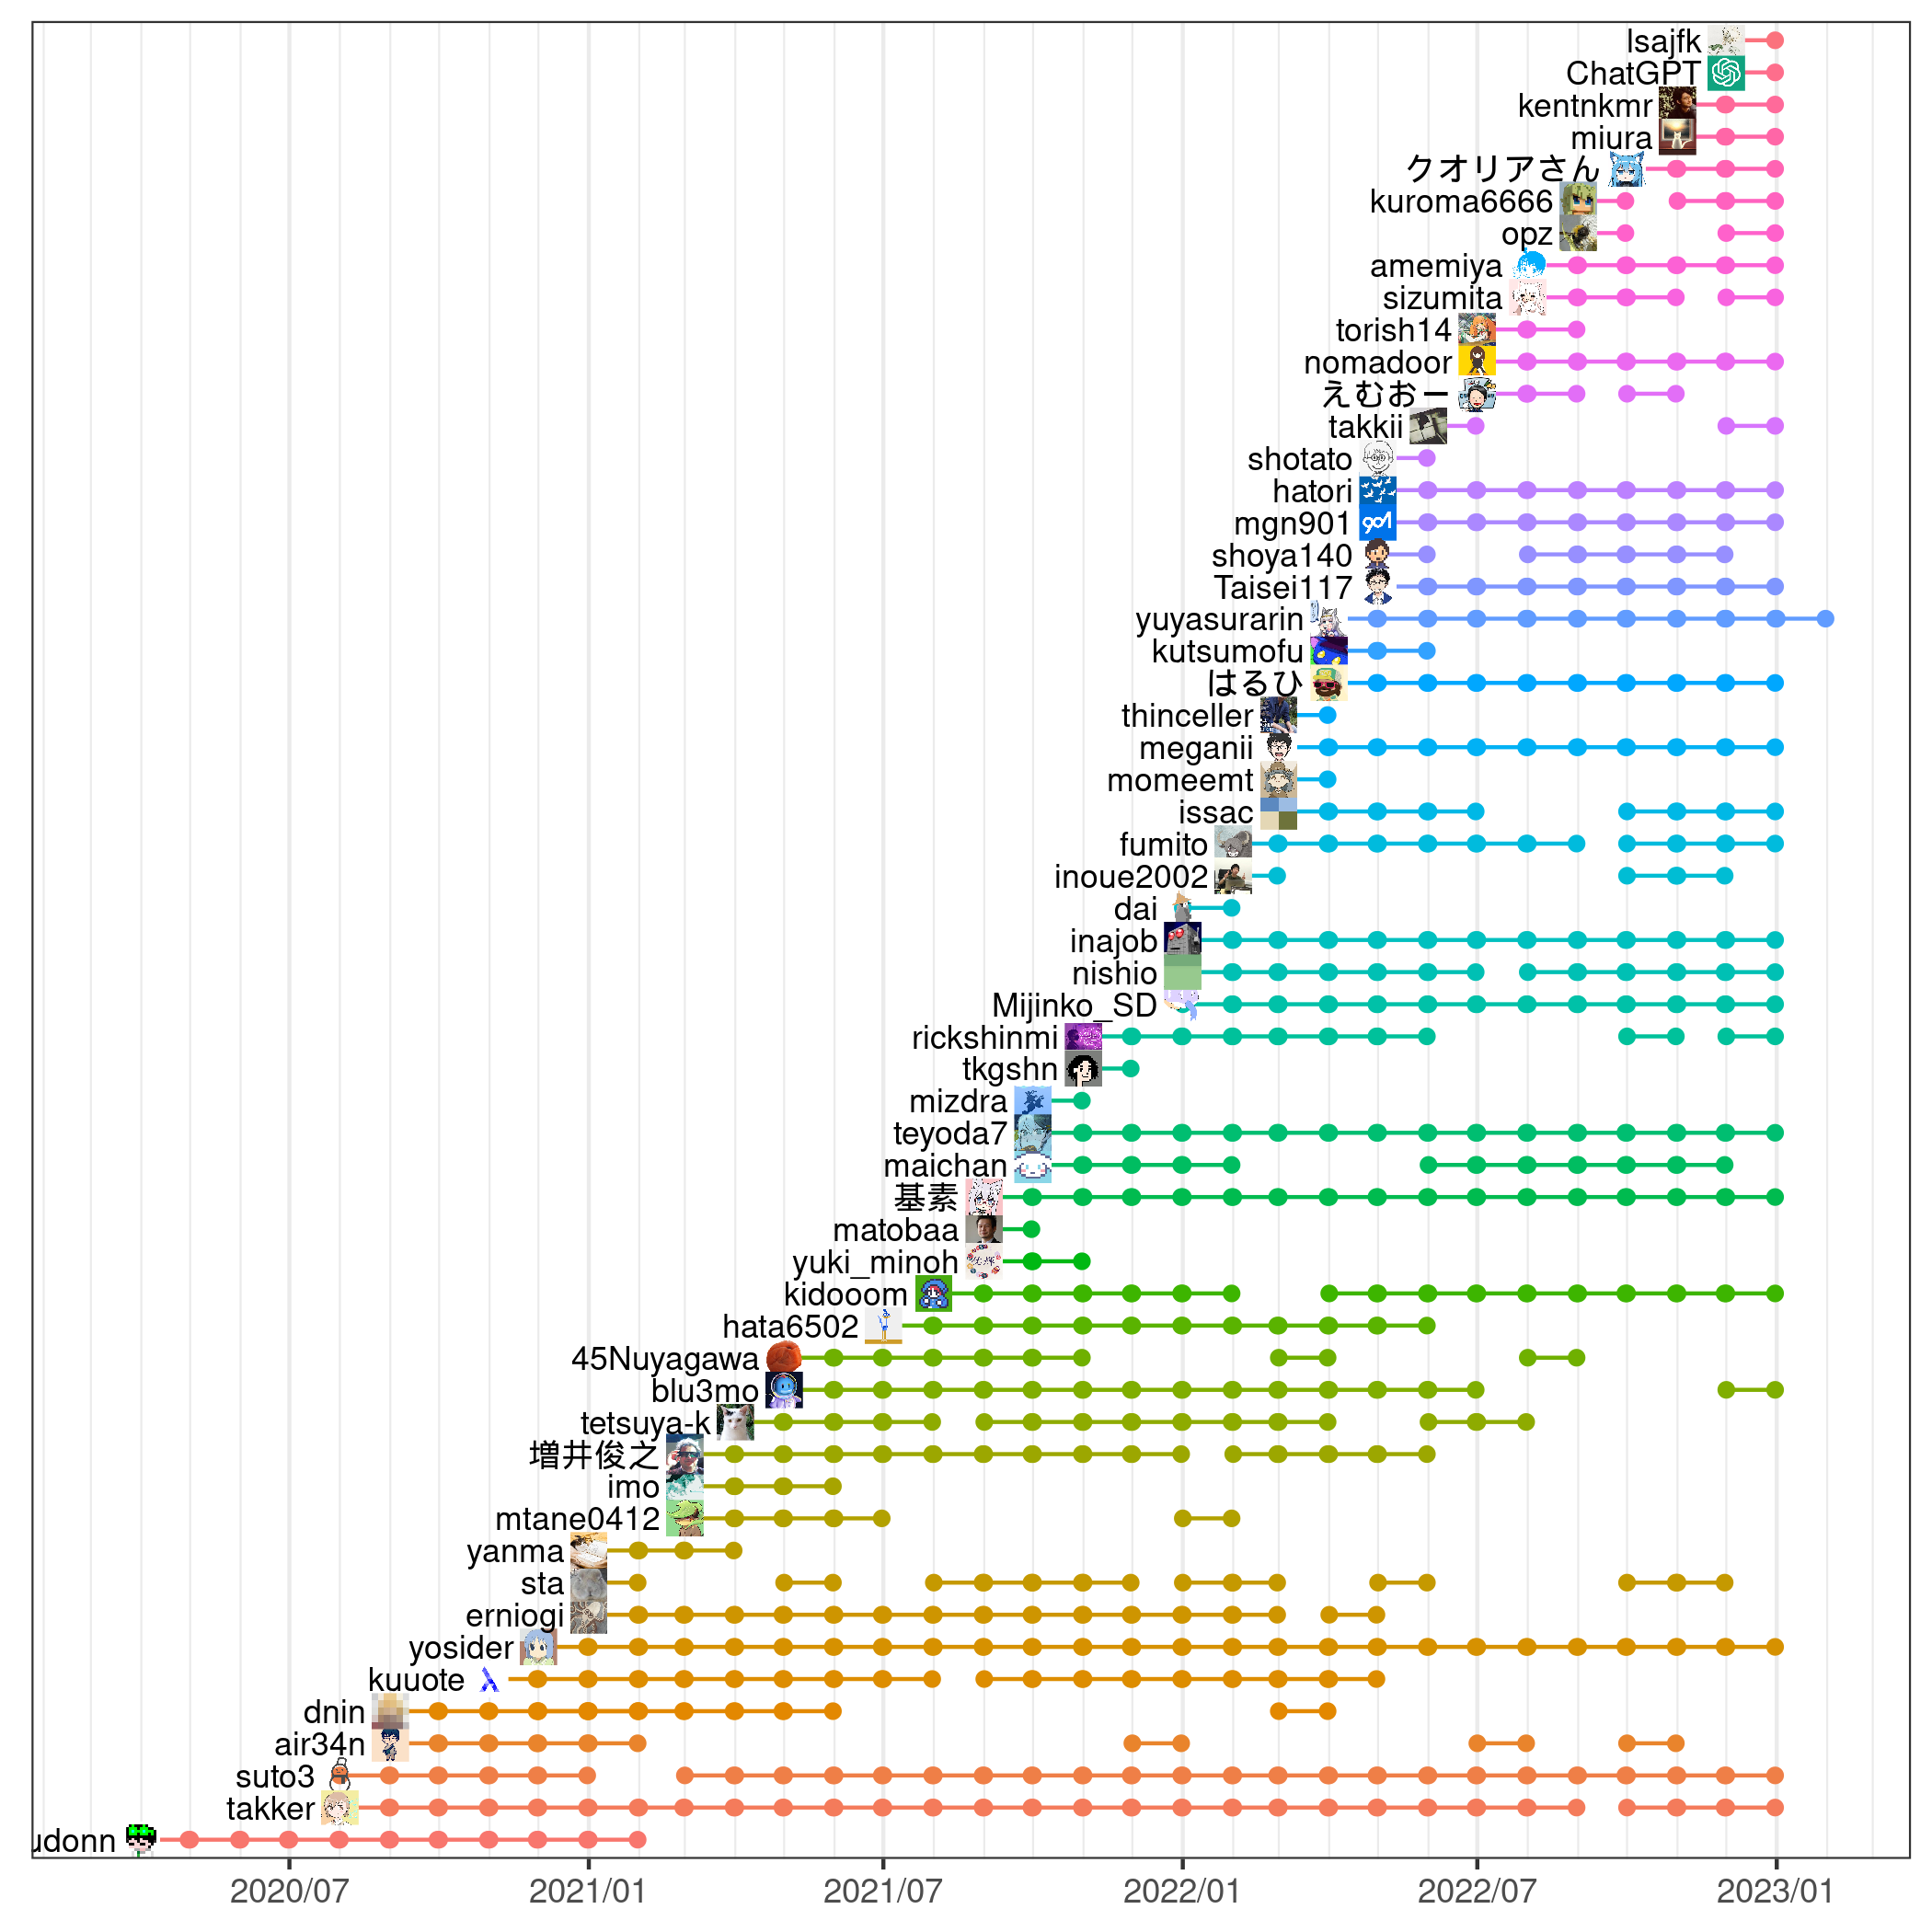 lsajfk
ChatGPT
kentnkmr
miura
クオリアさん
kuroma6666
opz
amemiya
sizumita
torish14
nomadoor
えむおー
takkii
shotato
hatori
mgn901
901
shoya140
Taisei117
yuyasurarin
kutsumofu
はるひ
thinceller
meganii
momeemt
issac
fumito
inoue2002
dai
inajob
nishio
Mijinko_SD
rickshinmi
tkgshn
mizdra
teyoda7
maichan
基素
matobaa
yuki_minoh
kidooom
hata6502
45Nuyagawa
blu3mo
tetsuya-k
増井俊之
imo
mtane0412
yanma
sta
erniogi
yosider
kuuote
dnin
air34n
suto3
takker
udonn
2020/07 2021/01 2021/07 2022/01 2022/07 2023/01